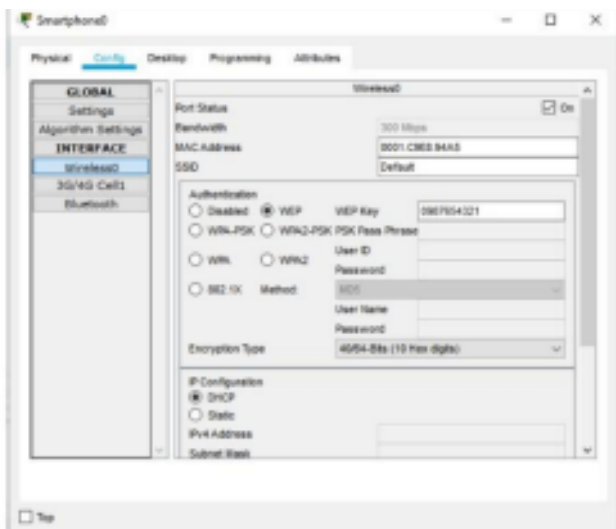 Smartphone0
Physical Config Desktop Programming Attributes
GLOBAL
Settings
Algorithm Settings
INTERFACE
Wireless0
3G/4G Cell1
Bluetooth
Wireless0
Port Status On
Bandwidth 300 Mbps
MAC Address
SSID Default
Authentication
Disabled WEP WEP Key 0987654321
WPA-PSK WPA2-PSK PSK Pass Phrase
User ID
WPA WPA2
Password
802.1X Method: MD5
User Name
Password
Encryption Type 40/64-Bits (10 Hex digits)
IP Configuration
DHCP
Static
IPv4 Address
Subnet Mask
Top